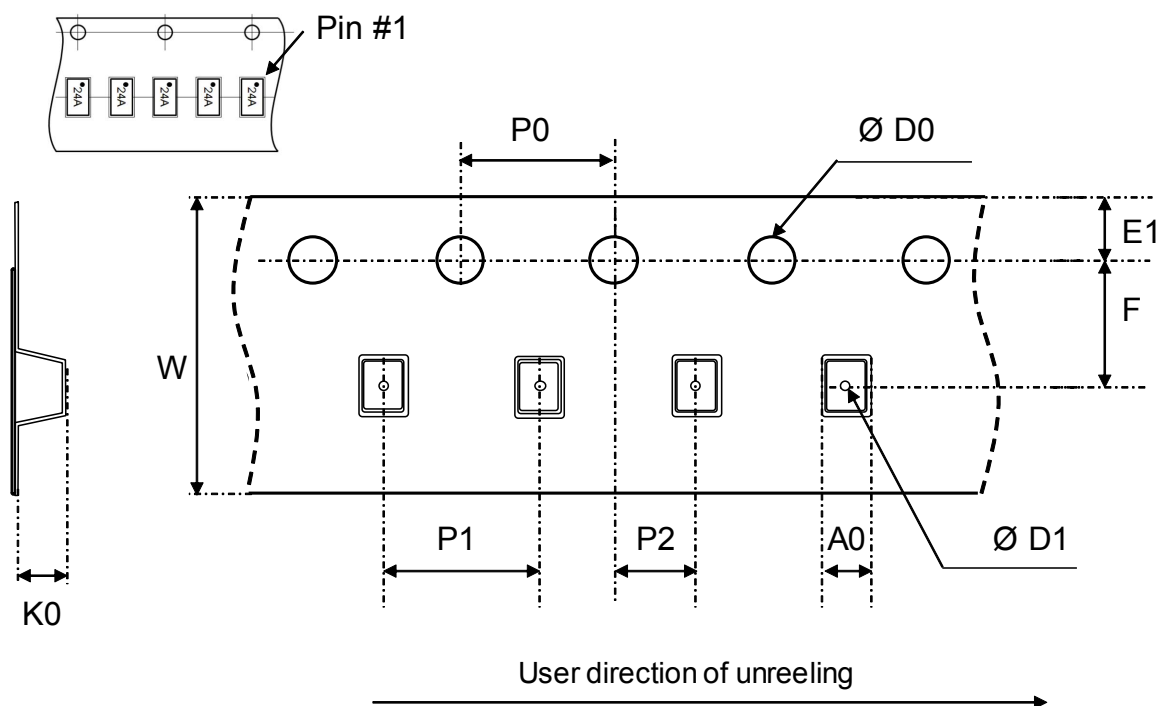 Pin #1
24A
24A
24A
24A
24A
P0
Ø D0
E1
F
W
P1
P2
A0
Ø D1
K0
User direction of unreeling